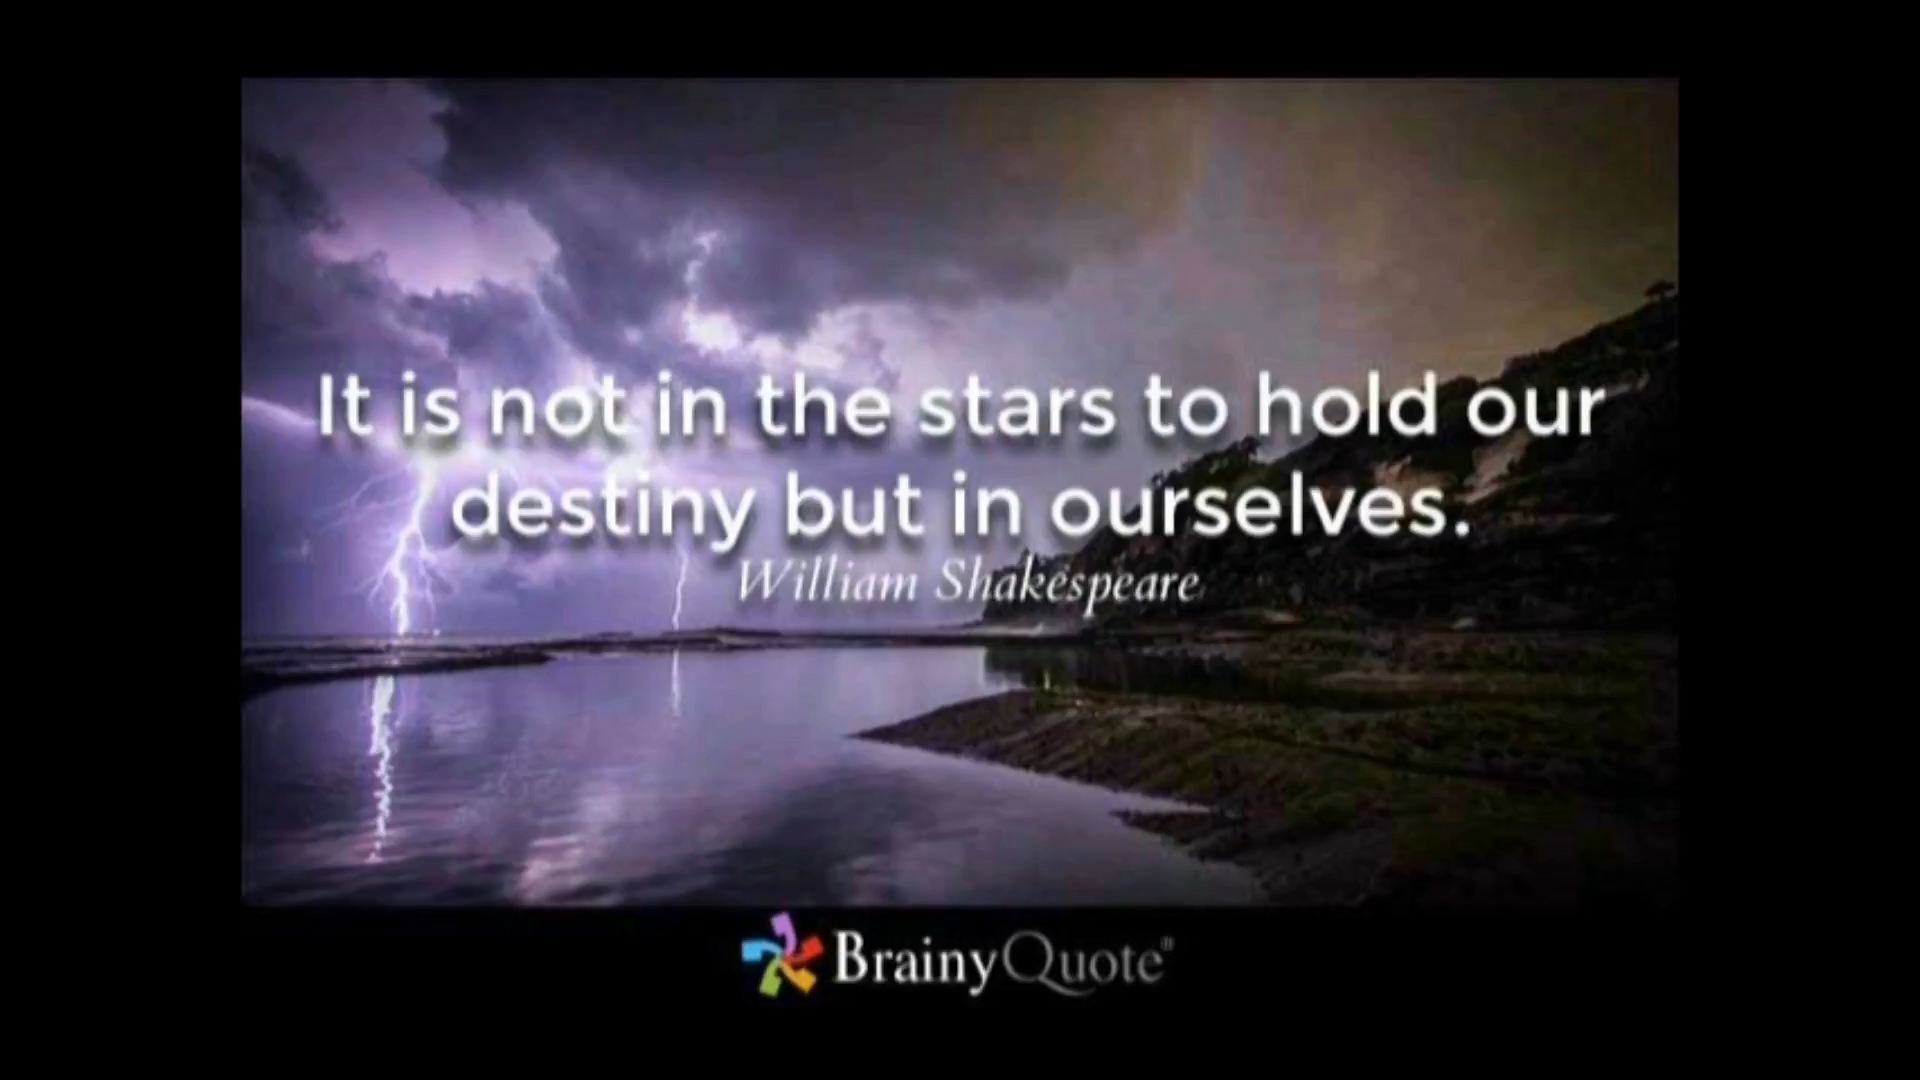 It is not in the stars to hold our
destiny but in ourselves.
William Shakespeare
BrainyQuote®